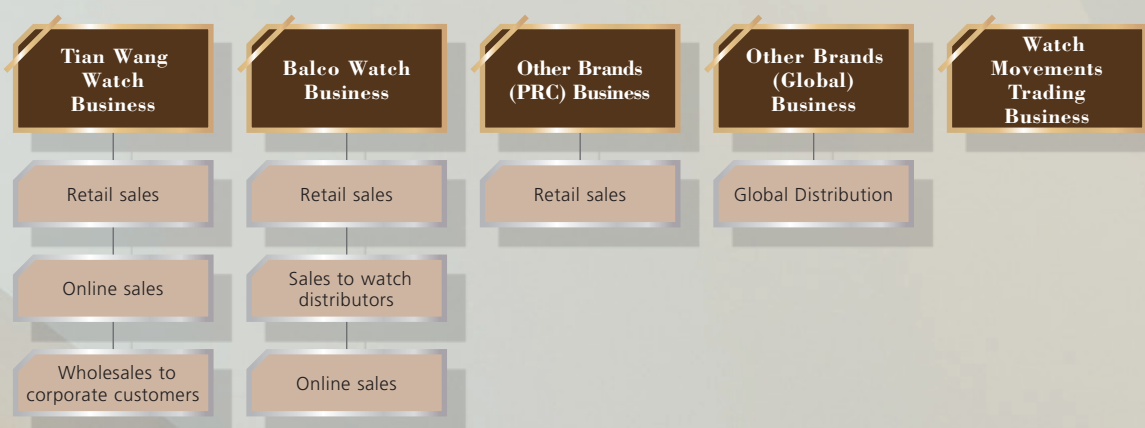 Tian Wang
Watch
Business
Retail sales
Online sales
Wholesales to
corporate customers
Balco Watch
Business
Retail sales
Sales to watch
distributors
Online sales
Other Brands
(PRC) Business
Retail sales
Other Brands
(Global)
Business
Global Distribution
Watch
Movements
Trading
Business